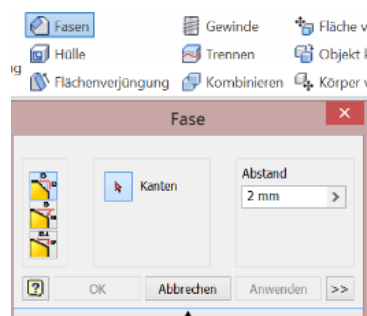 Fasen Gewinde Fläche v
Hülle Trennen Objekt k
g Flächenverjüngung Kombinieren Körper v
Fase x
Kanten
Abstand
2 mm >
? OK Abbrechen Anwenden >>